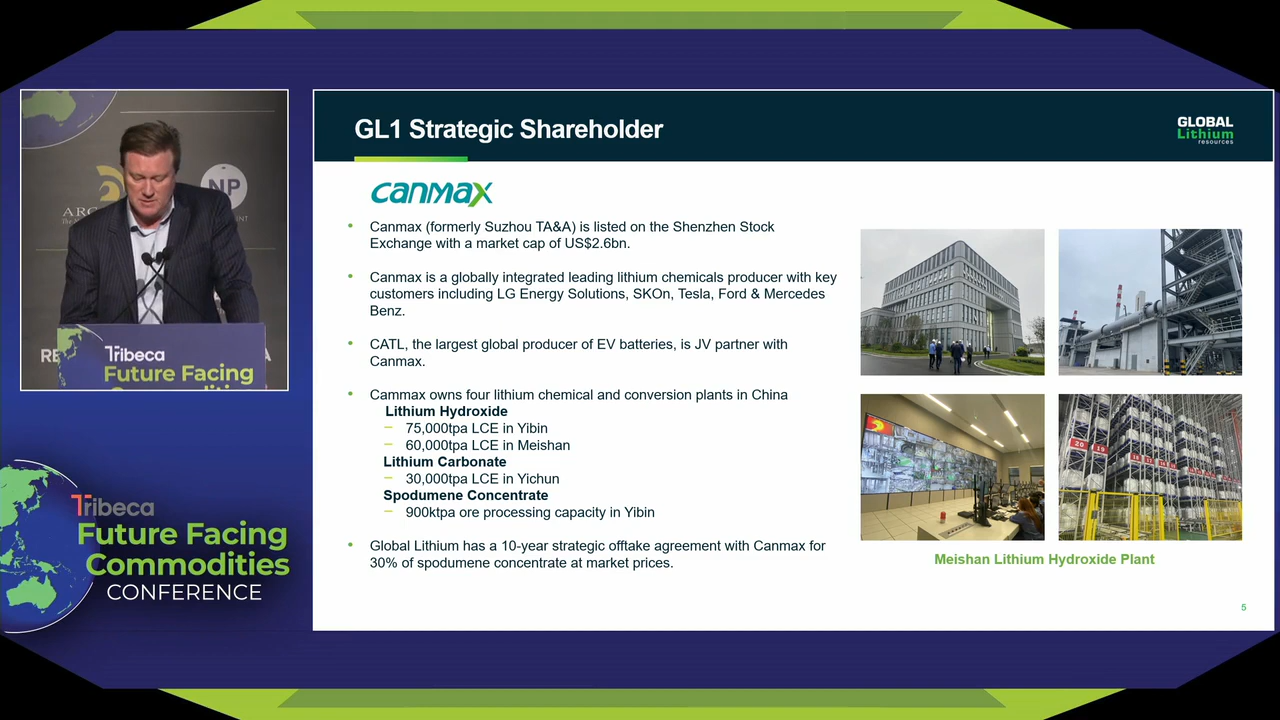 GL1 Strategic Shareholder
GLOBAL
Lithium
resources
canmax
• Canmax (formerly Suzhou TA&A) is listed on the Shenzhen Stock
Exchange with a market cap of US$2.6bn.
• Canmax is a globally integrated leading lithium chemicals producer with key
customers including LG Energy Solutions, SKOn, Tesla, Ford & Mercedes
Benz.
• CATL, the largest global producer of EV batteries, is JV partner with
Canmax.
• Cammax owns four lithium chemical and conversion plants in China
Lithium Hydroxide
– 75,000tpa LCE in Yibin
– 60,000tpa LCE in Meishan
Lithium Carbonate
– 30,000tpa LCE in Yichun
Spodumene Concentrate
– 900ktpa ore processing capacity in Yibin
• Global Lithium has a 10-year strategic offtake agreement with Canmax for
30% of spodumene concentrate at market prices.
20
19
Meishan Lithium Hydroxide Plant
5
ARC
NP
RE
A
Tribeca
Future Facing
Tribeca
Future Facing
Commodities
CONFERENCE